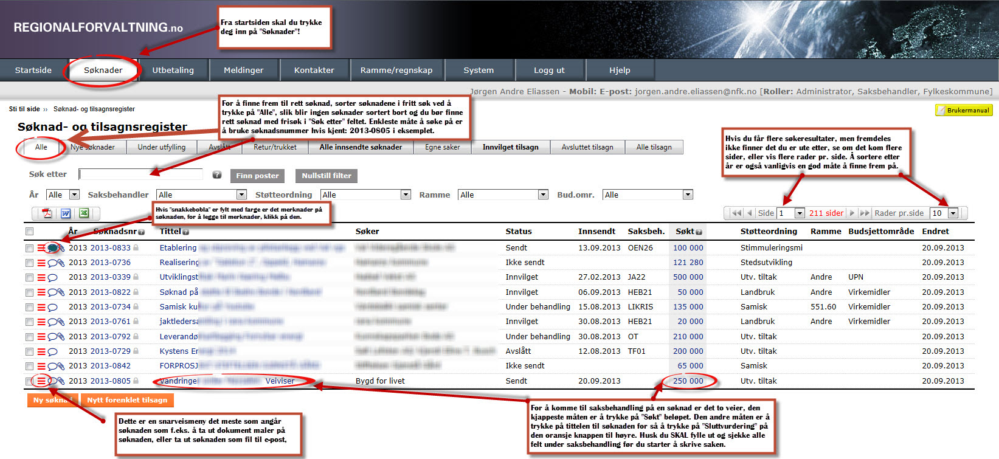 Fra startsiden skal du trykke
deg inn på "Søknader"!
REGIONALFORVALTNING.no
Startside Søknader Utbetaling Meldinger Kontakter Ramme/regnskap System Logg ut Hjelp
Jørgen Andre Eliassen - Mobil: E-post: jorgen.andre.eliassen@nfk.no [Roller: Administrator, Saksbehandler, Fylkeskommune]
Sti til side ›› Søknad- og tilsagnsregister
Brukermanual
For å finne frem til rett søknad, sorter søknadene i fritt søk ved å
trykke på "Alle", slik blir ingen søknader sortert bort og du bør finne
rett søknad med frisøk i "Søk etter" feltet. Enkleste måte å søke på er
å bruke søknadsnummer hvis kjent: 2013-0805 i eksemplet.
Søknad- og tilsagnsregister
Hvis du får flere søkeresultater, men fremdeles
ikke finner det du er ute etter, se om det kom flere
sider, eller vis flere rader pr. side. Å sortere etter
år er også vanligvis en god måte å finne frem på.
Alle Nye søknader Under utfylling Avslått Retur/trukket Alle innsendte søknader Egne saker Innvilget tilsagn Avsluttet tilsagn Alle tilsagn
Søk etter ? Finn poster Nullstill filter
År Alle Saksbehandler Alle Støtteordning Alle Ramme Alle Bud.omr. Alle
Hvis "snakkebobla" er fylt med farge er det merknader på
søknaden, for å legge til merknader, klikk på den.
Side 1 211 sider Rader pr.side 10
År Søknadsnr ? Tittel ? Søker Status Innsendt Saksbeh. Søkt ? Støtteordning Ramme Budsjettområde Endret
2013 2013-0833 Etablering Sendt 13.09.2013 OEN26 100 000 Stimuleringsmi 20.09.2013
2013 2013-0736 Realisering Ikke sendt 121 280 Stedsutvikling 20.09.2013
2013 2013-0339 Utviklingst Innvilget 27.02.2013 JA22 500 000 Utv. tiltak Andre UPN 20.09.2013
2013 2013-0822 Søknad på Innvilget 06.09.2013 HEB21 50 000 Landbruk Andre Virkemidler 20.09.2013
2013 2013-0734 Samisk ku Under behandling 15.08.2013 LIKRIS 135 000 Samisk 551.60 Virkemidler 20.09.2013
2013 2013-0761 jaktledersa Innvilget 30.08.2013 HEB21 20 000 Landbruk Andre Virkemidler 20.09.2013
2013 2013-0792 Leverandø Under behandling 30.08.2013 OT 210 000 Utv. tiltak 20.09.2013
2013 2013-0729 Kystens En Avslått 12.08.2013 TF01 200 000 Utv. tiltak 20.09.2013
2013 2013-0842 FORPROSJ Ikke sendt 65 000 Samisk 20.09.2013
2013 2013-0805 Vandringer Veiviser Bygd for livet Sendt 20.09.2013 250 000 Utv. tiltak 20.09.2013
Ny søknad Nytt forenklet tilsagn
For å komme til saksbehandling på en søknad er det to veier, den
kjappeste måten er å trykke på "Søkt" beløpet. Den andre måten er å
trykke på tittelen til søknaden for så å trykke på "Sluttvurdering" på
den oransje knappen til høyre. Husk du SKAL fylle ut og sjekke alle
felt under saksbehandling før du starter å skrive saken.
Dette er en snarveismeny det meste som angår
søknaden som f.eks. å ta ut dokument maler på
søknaden, eller ta ut søknaden som fil til e-post,